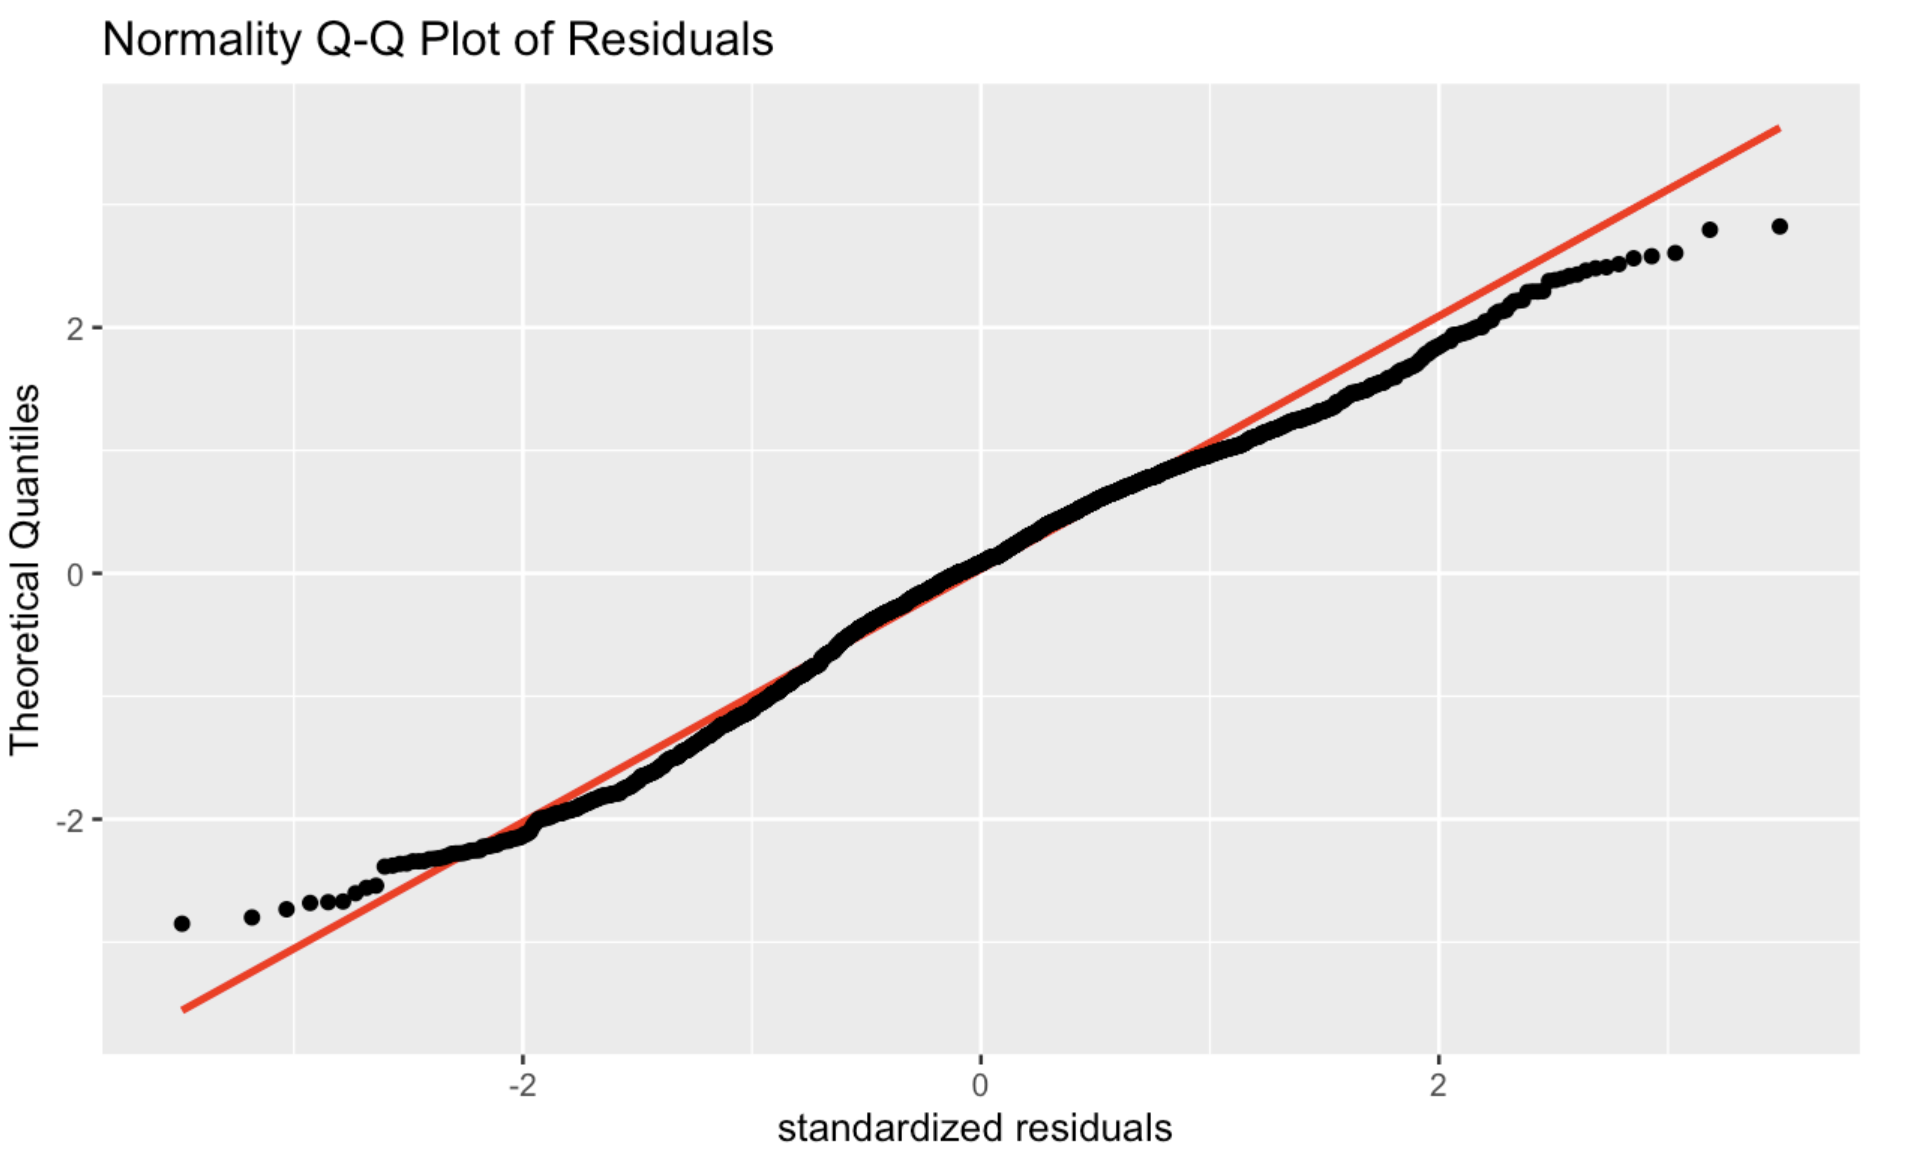 Normality Q-Q Plot of Residuals
Theoretical Quantiles
2
0
-2
-2
0
2
standardized residuals